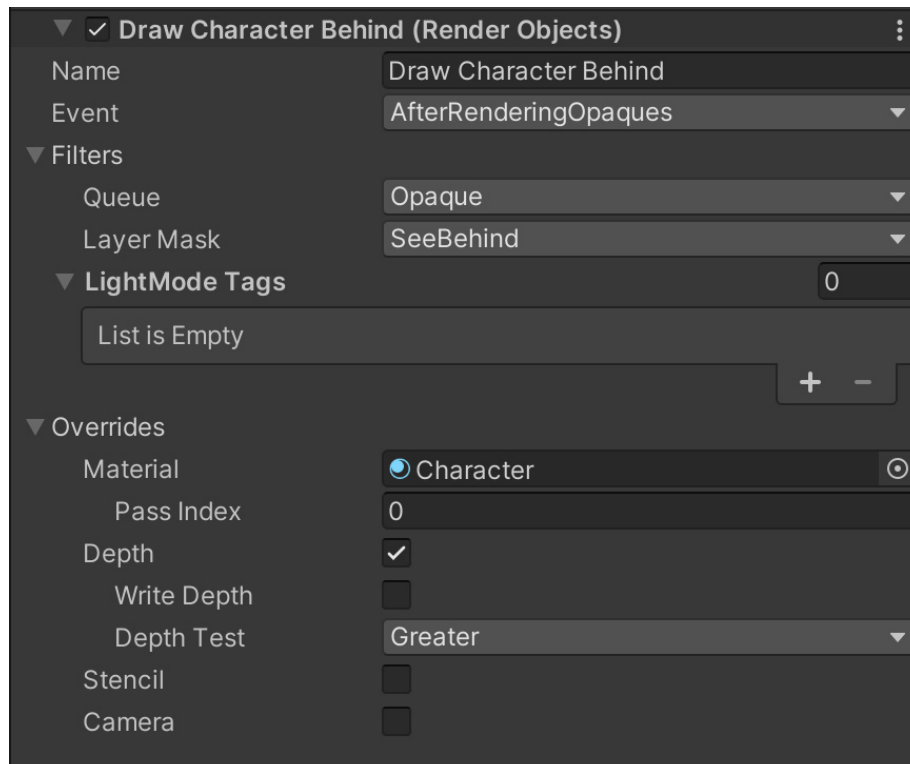 Draw Character Behind (Render Objects)
Name Draw Character Behind
Event AfterRenderingOpaques
Filters
Queue Opaque
Layer Mask SeeBehind
LightMode Tags 0
List is Empty
Overrides
Material Character
Pass Index 0
Depth
Write Depth
Depth Test Greater
Stencil
Camera